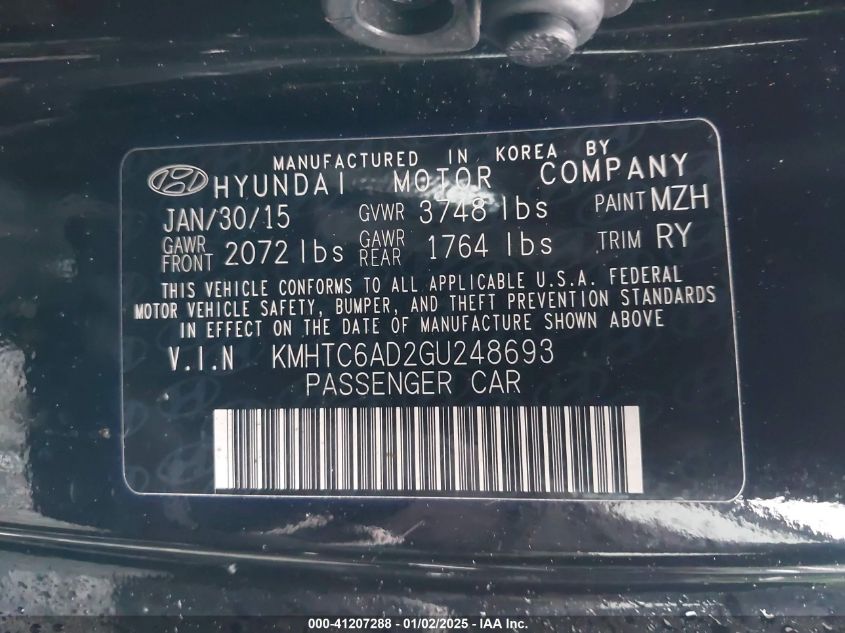 MANUFACTURED IN KOREA BY
HYUNDAI MOTOR COMPANY
JAN/30/15 GVWR 3748 lbs PAINT MZH
GAWR FRONT 2072 lbs GAWR REAR 1764 lbs TRIM RY
THIS VEHICLE CONFORMS TO ALL APPLICABLE U.S.A. FEDERAL
MOTOR VEHICLE SAFETY, BUMPER, AND THEFT PREVENTION STANDARDS
IN EFFECT ON THE DATE OF MANUFACTURE SHOWN ABOVE
V.I.N KMHTC6AD2GU248693
PASSENGER CAR
000-41207288 - 01/02/2025 - IAA Inc.